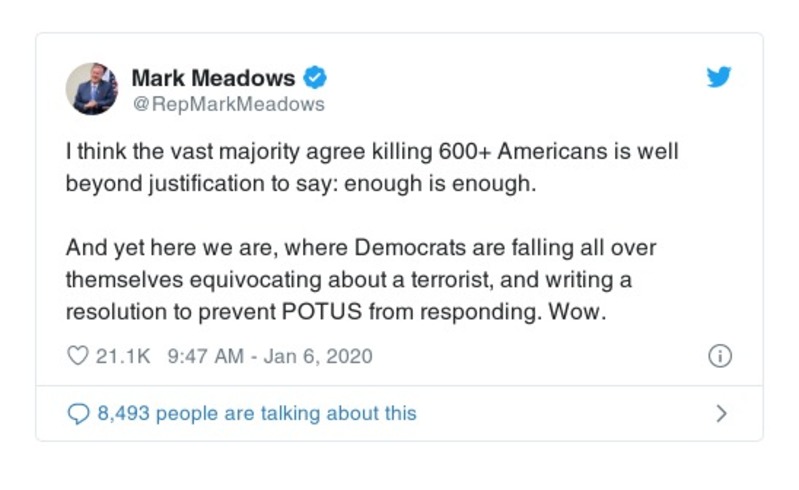 Mark Meadows
@RepMarkMeadows
I think the vast majority agree killing 600+ Americans is well
beyond justification to say: enough is enough.
And yet here we are, where Democrats are falling all over
themselves equivocating about a terrorist, and writing a
resolution to prevent POTUS from responding. Wow.
21.1K 9:47 AM - Jan 6, 2020
8,493 people are talking about this